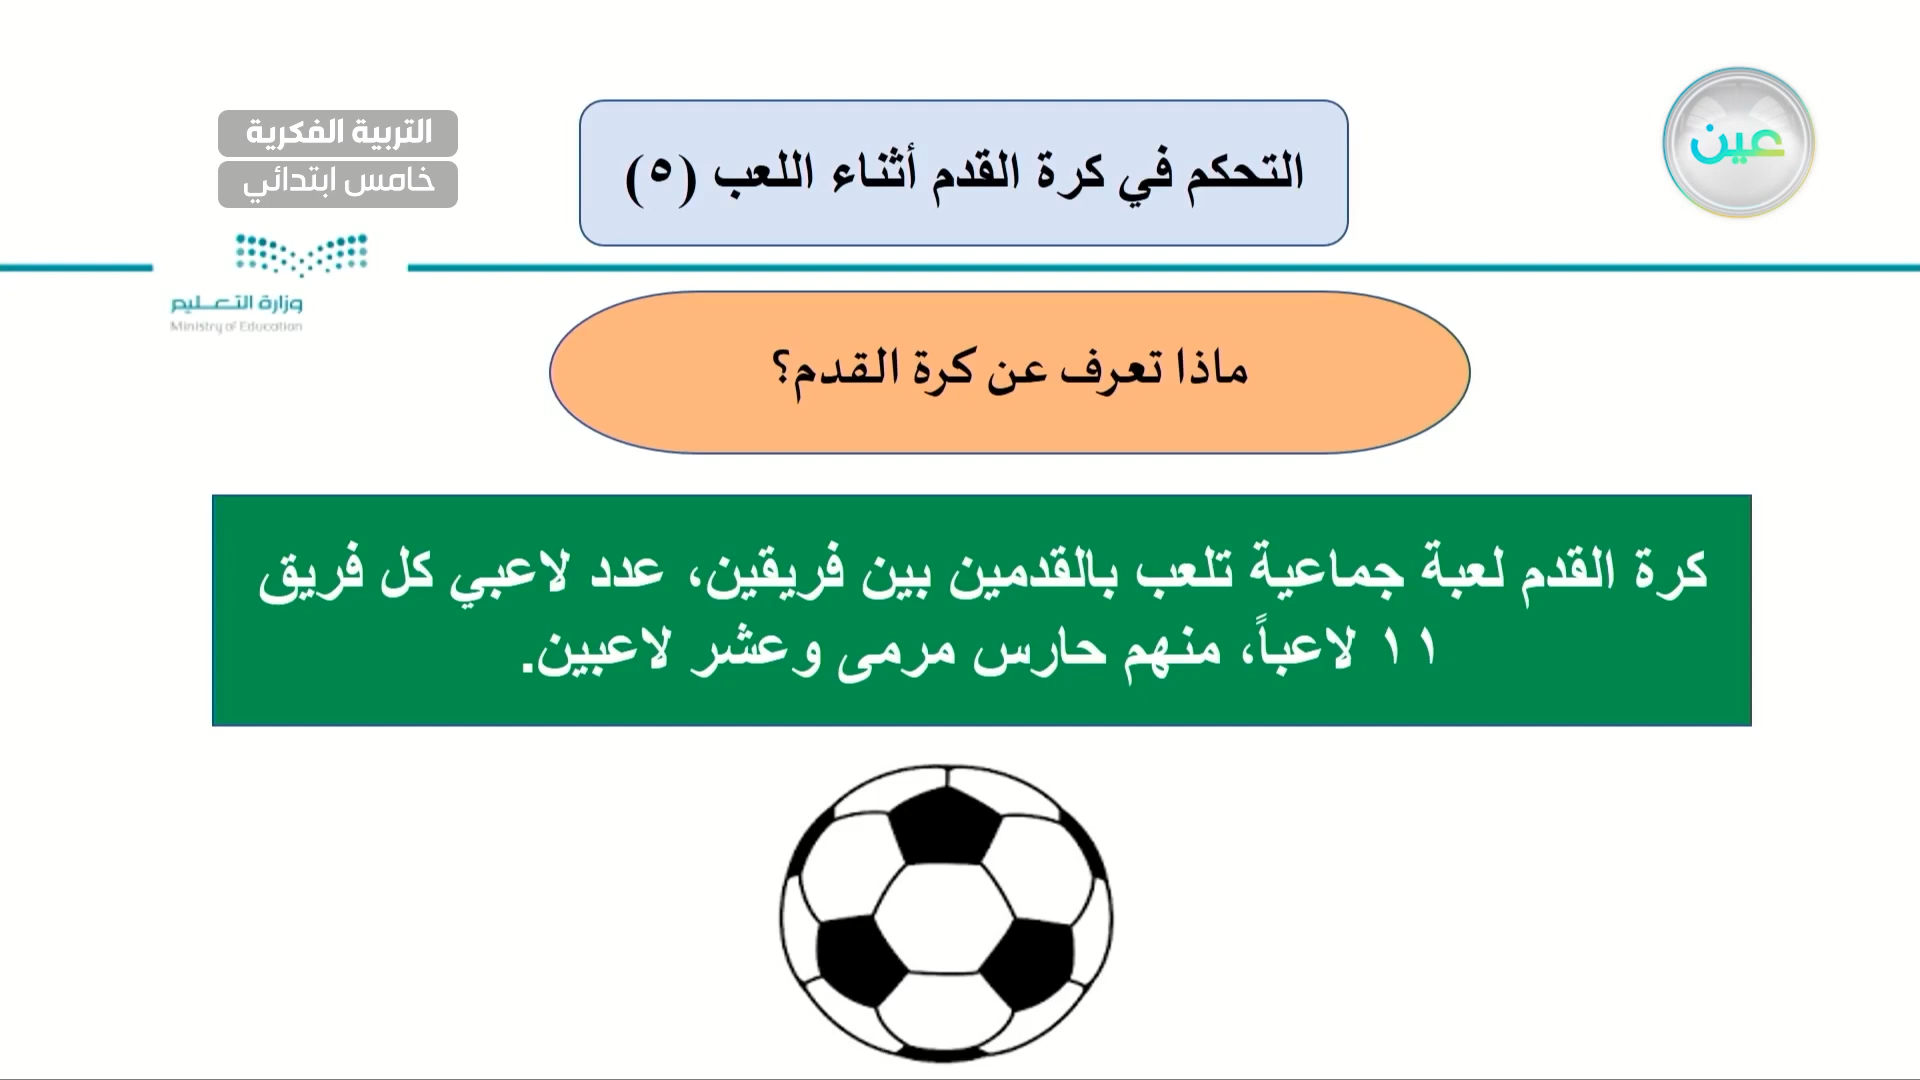 عين
التربية الفكرية
خامس ابتدائي
التحكم في كرة القدم أثناء اللعب (٥)
وزارة التعليم
Ministry of Education
ماذا تعرف عن كرة القدم؟
كرة القدم لعبة جماعية تلعب بالقدمين بين فريقين، عدد لاعبي كل فريق
١١ لاعباً، منهم حارس مرمى وعشر لاعبين.